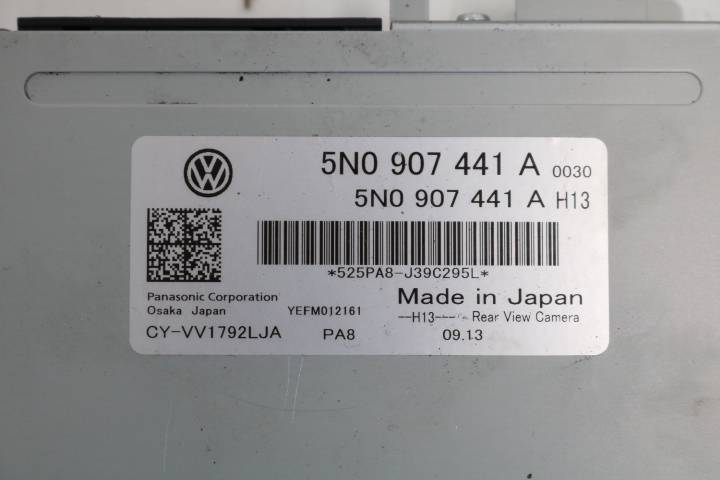 5N0 907 441 A 0030
5N0 907 441 A H13
*525PA8-J39C295L*
Panasonic Corporation
Osaka Japan YEFM012161
Made in Japan
--H13-- Rear View Camera
CY-VV1792LJA PA8 09.13